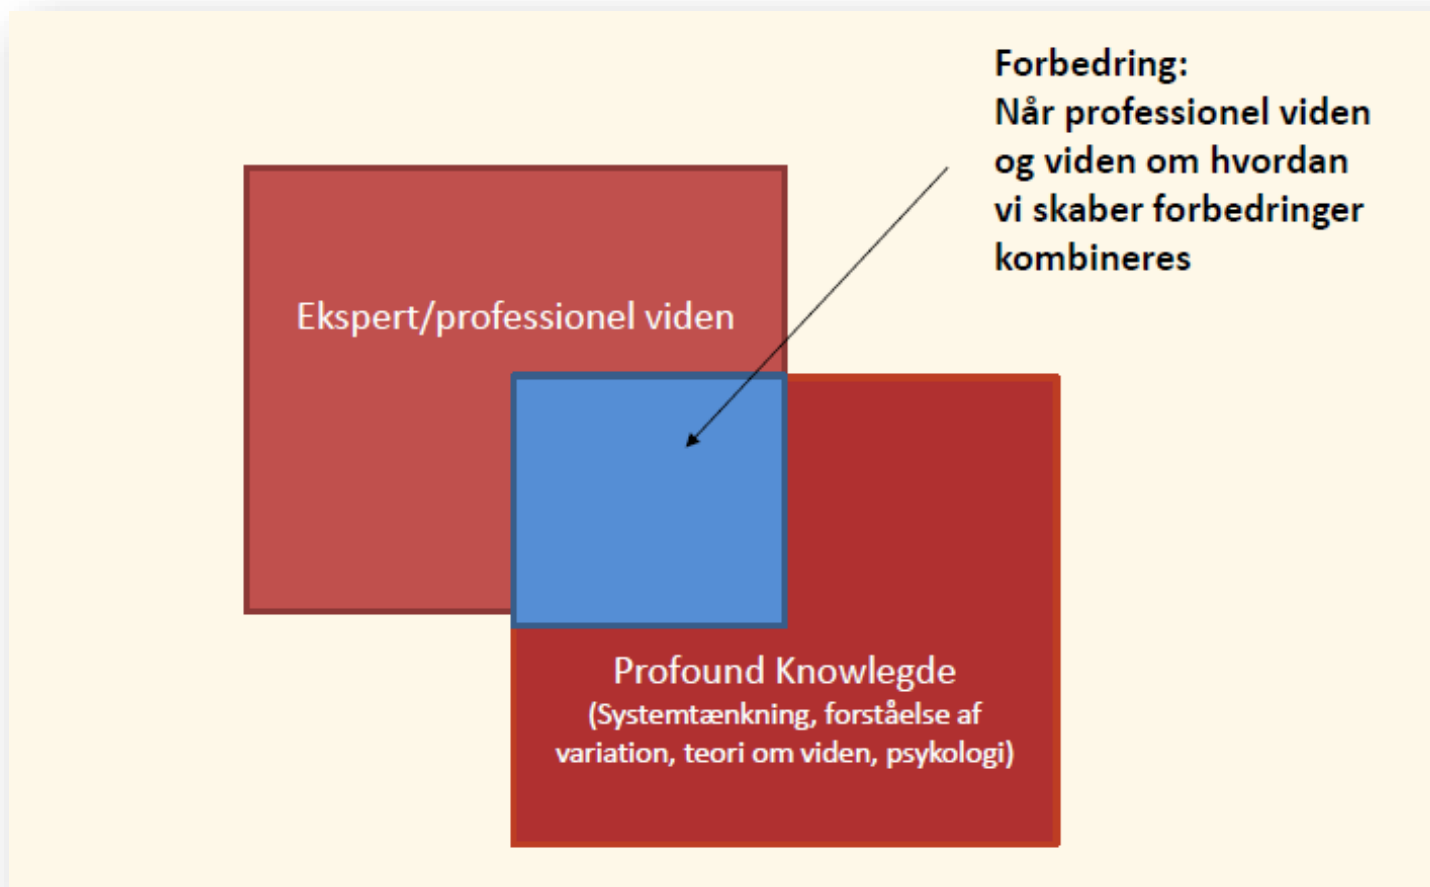 Forbedring:
Når professionel viden
og viden om hvordan
vi skaber forbedringer
kombineres
Ekspert/professionel viden
Profound Knowlegde
(Systemtænkning, forståelse af
variation, teori om viden, psykologi)